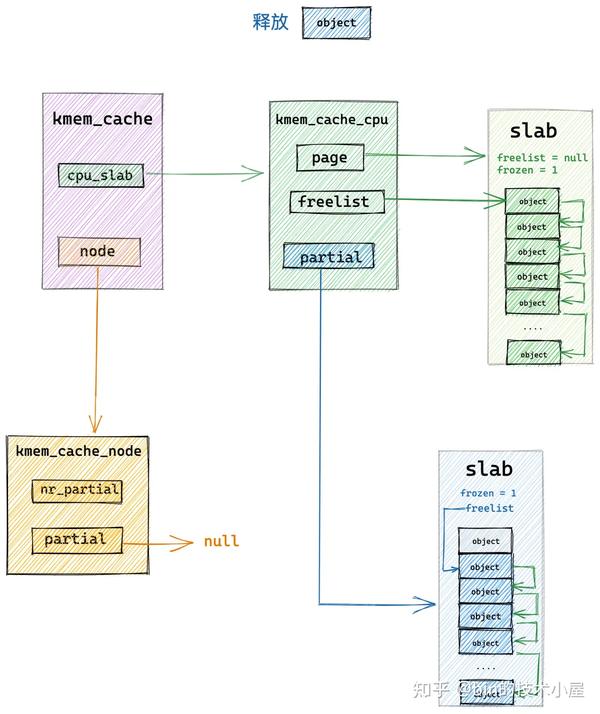 释放 object
kmem_cache
cpu_slab
node
kmem_cache_cpu
page
freelist
partial
slab
freelist = null
frozen = 1
object
object
object
object
object
....
object
kmem_cache_node
nr_partial
partial
null
slab
frozen = 1
freelist
object
object
object
object
object
....
object
知乎 @bin的技术小屋